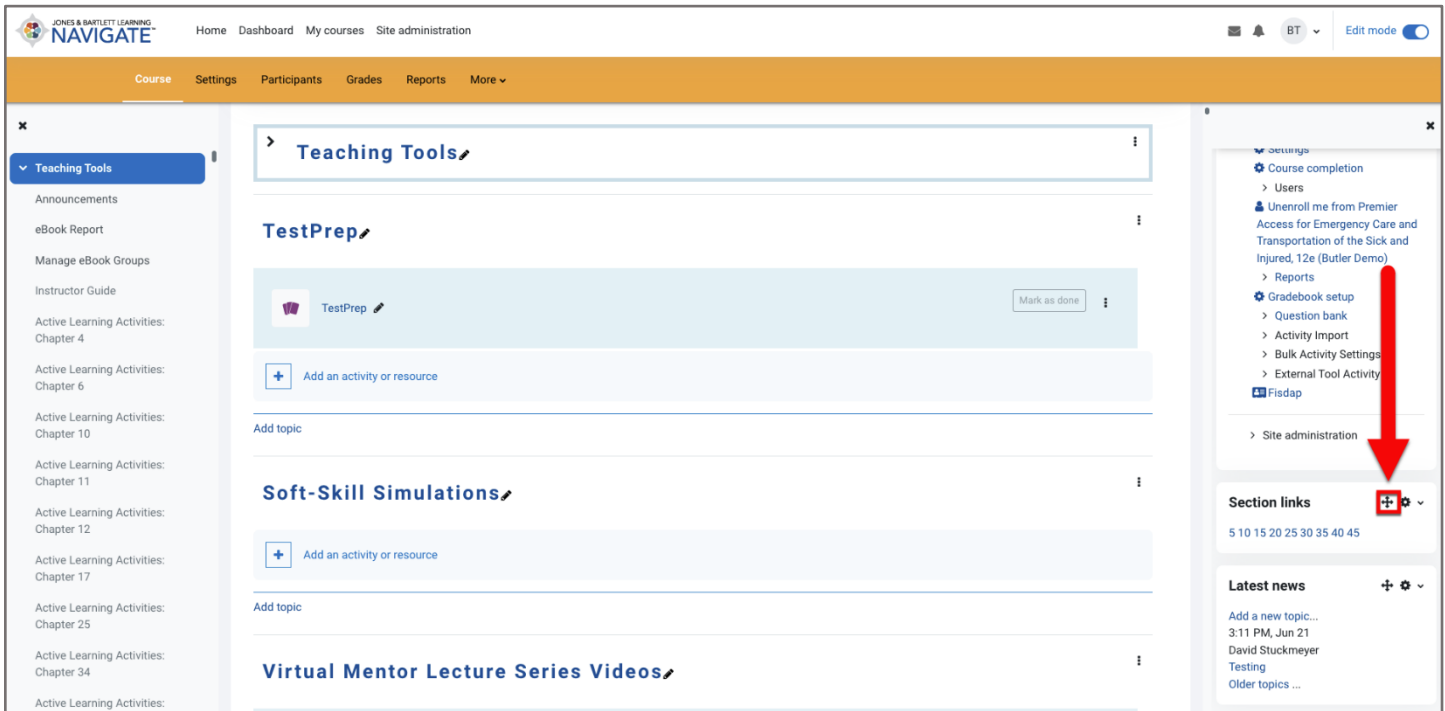 JONES & BARTLETT LEARNING
NAVIGATE
Home Dashboard My courses Site administration
BT
Edit mode
Course Settings Participants Grades Reports More
Teaching Tools
Announcements
eBook Report
Manage eBook Groups
Instructor Guide
Active Learning Activities:
Chapter 4
Active Learning Activities:
Chapter 6
Active Learning Activities:
Chapter 10
Active Learning Activities:
Chapter 11
Active Learning Activities:
Chapter 12
Active Learning Activities:
Chapter 17
Active Learning Activities:
Chapter 25
Active Learning Activities:
Chapter 34
Active Learning Activities:
Teaching Tools
TestPrep
TestPrep
Mark as done
Add an activity or resource
Add topic
Soft-Skill Simulations
Add an activity or resource
Add topic
Virtual Mentor Lecture Series Videos
Settings
Course completion
Users
Unenroll me from Premier
Access for Emergency Care and
Transportation of the Sick and
Injured, 12e (Butler Demo)
Reports
Gradebook setup
Question bank
Activity Import
Bulk Activity Settings
External Tool Activity
Fisdap
Site administration
Section links
5 10 15 20 25 30 35 40 45
Latest news
Add a new topic...
3:11 PM, Jun 21
David Stuckmeyer
Testing
Older topics ...